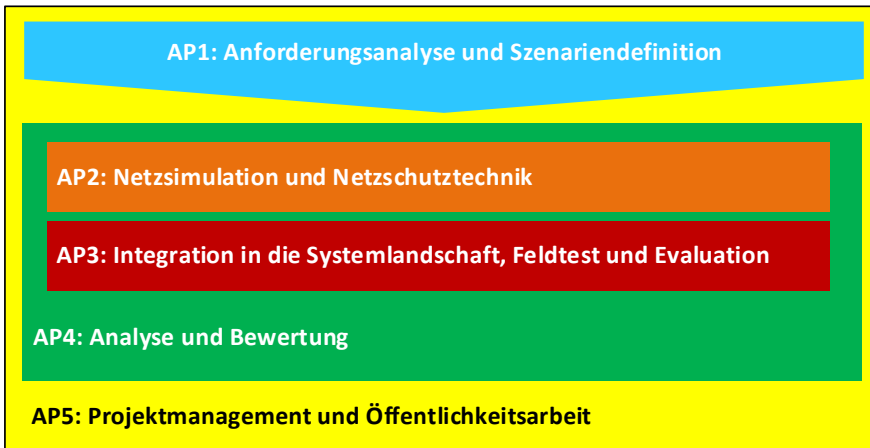 AP1: Anforderungsanalyse und Szenariendefinition
AP2: Netzsimulation und Netzschutztechnik
AP3: Integration in die Systemlandschaft, Feldtest und Evaluation
AP4: Analyse und Bewertung
AP5: Projektmanagement und Öffentlichkeitsarbeit